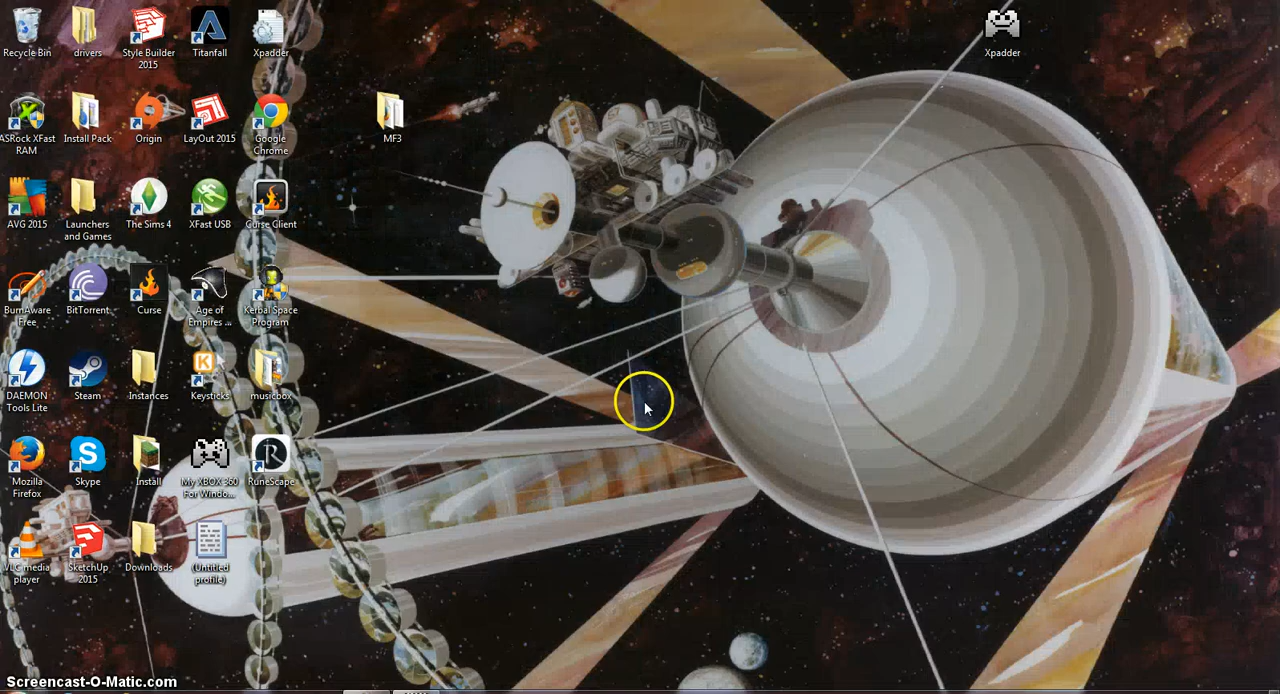 Recycle Bin
drivers
Style Builder
2015
Titanfall
Xpadder
Xpadder
ASRock XFast
RAM
Install Pack
Origin
LayOut 2015
Google
Chrome
MF3
AVG 2015
Launchers
and Games
The Sims 4
XFast USB
Curse Client
BurnAware
Free
BitTorrent
Curse
Age of
Empires ...
Kerbal Space
Program
DAEMON
Tools Lite
Steam
Instances
Keysticks
musicbox
Mozilla
Firefox
Skype
Install
My XBOX 360
For Windo...
RuneScape
VLC media
player
SketchUp
2015
Downloads
(Untitled
profile)
Screencast-O-Matic.com